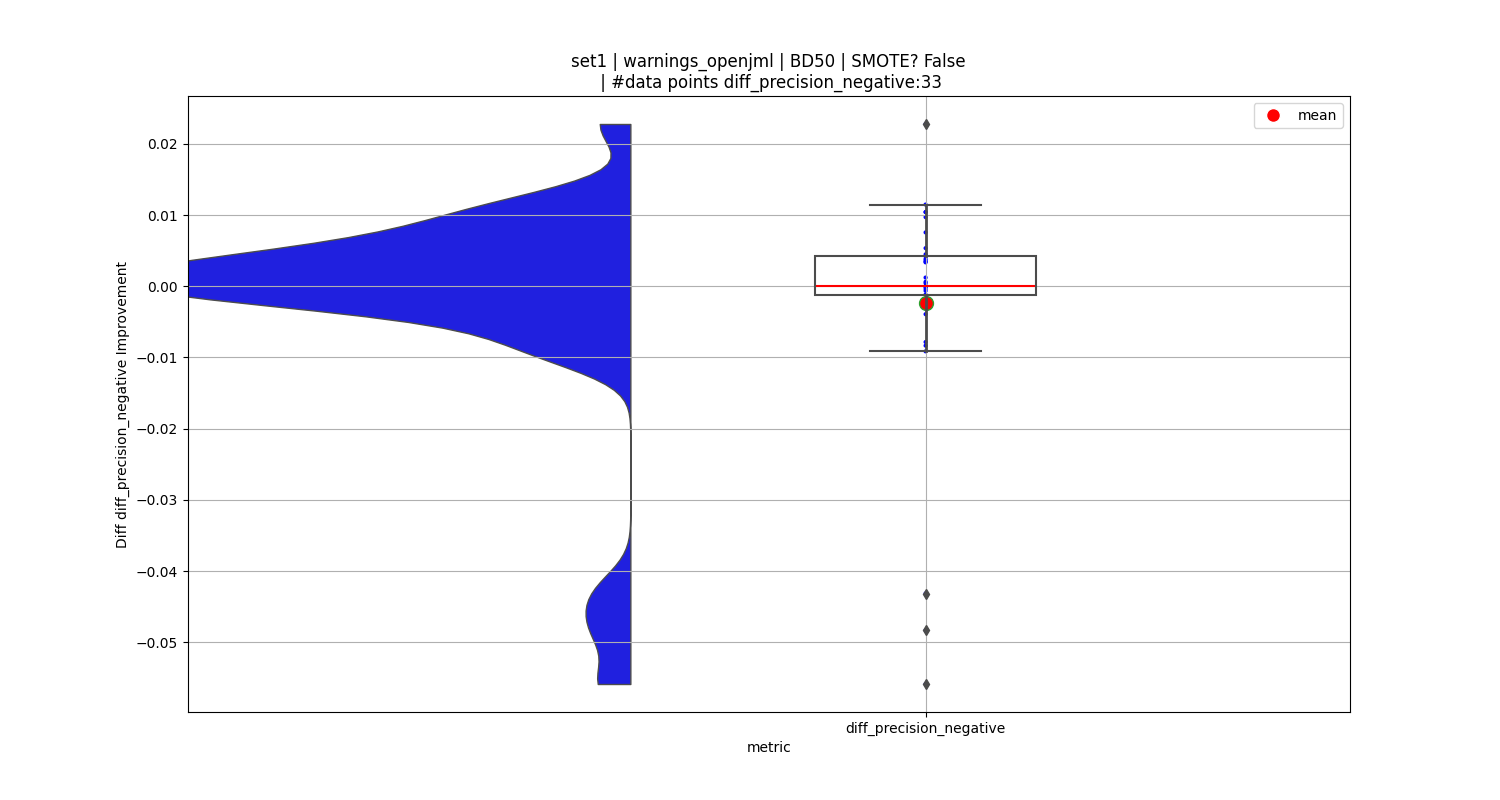 set1 | warnings_openjml | BD50 | SMOTE? False
| #data points diff_precision_negative:33
mean
0.02
0.01
0.00
−0.01
−0.02
−0.03
−0.04
−0.05
Diff diff_precision_negative Improvement
diff_precision_negative
metric